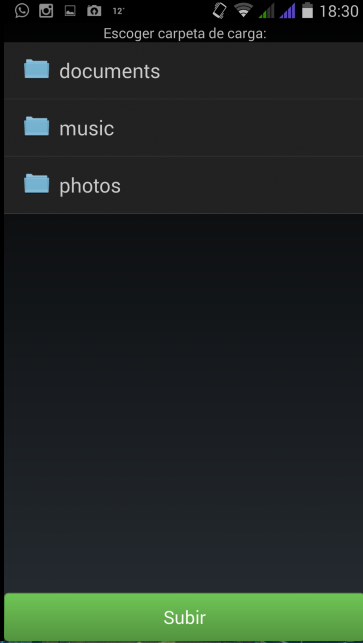 12°
18:30
Escoger carpeta de carga:
documents
music
photos
Subir